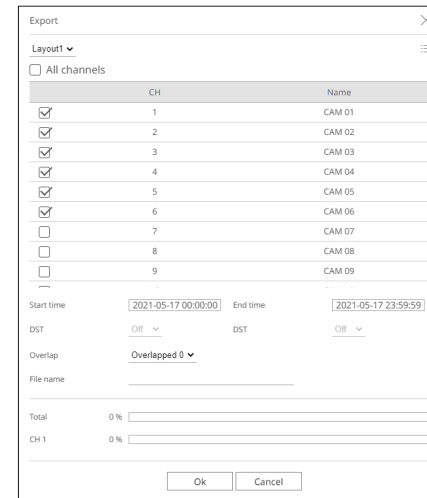 Export
Layout1
All channels
CH Name
1 CAM 01
2 CAM 02
3 CAM 03
4 CAM 04
5 CAM 05
6 CAM 06
7 CAM 07
8 CAM 08
9 CAM 09
Start time 2021-05-17 00:00:00 End time 2021-05-17 23:59:59
DST Off DST Off
Overlap Overlapped 0
File name
Total 0 %
CH 1 0 %
Ok Cancel